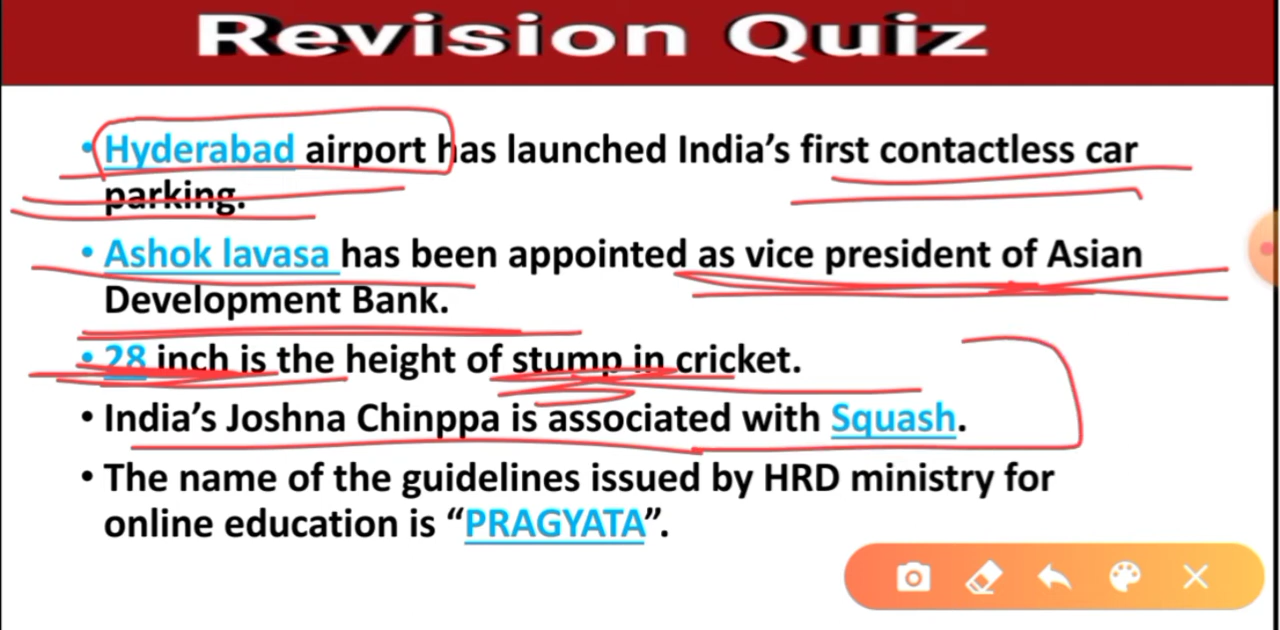 Revision Quiz
• Hyderabad airport has launched India's first contactless car
parking.
• Ashok lavasa has been appointed as vice president of Asian
Development Bank.
• 28 inch is the height of stump in cricket.
• India's Joshna Chinppa is associated with Squash.
• The name of the guidelines issued by HRD ministry for
online education is “PRAGYATA”.